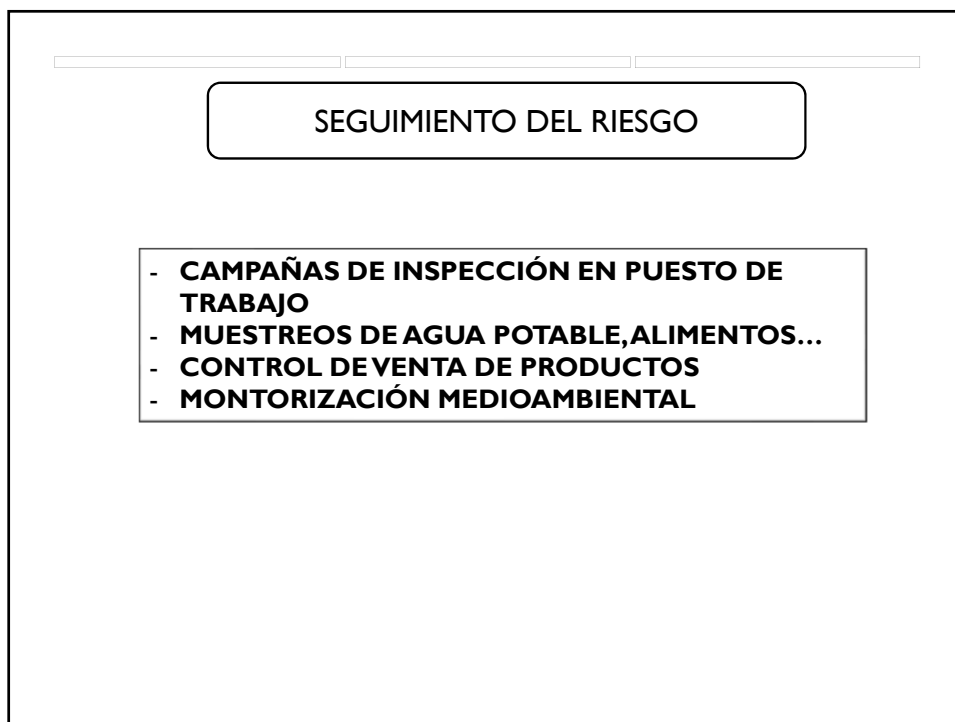 SEGUIMIENTO DEL RIESGO
- CAMPAÑAS DE INSPECCIÓN EN PUESTO DE
TRABAJO
- MUESTREOS DE AGUA POTABLE, ALIMENTOS...
- CONTROL DE VENTA DE PRODUCTOS
- MONTORIZACIÓN MEDIOAMBIENTAL